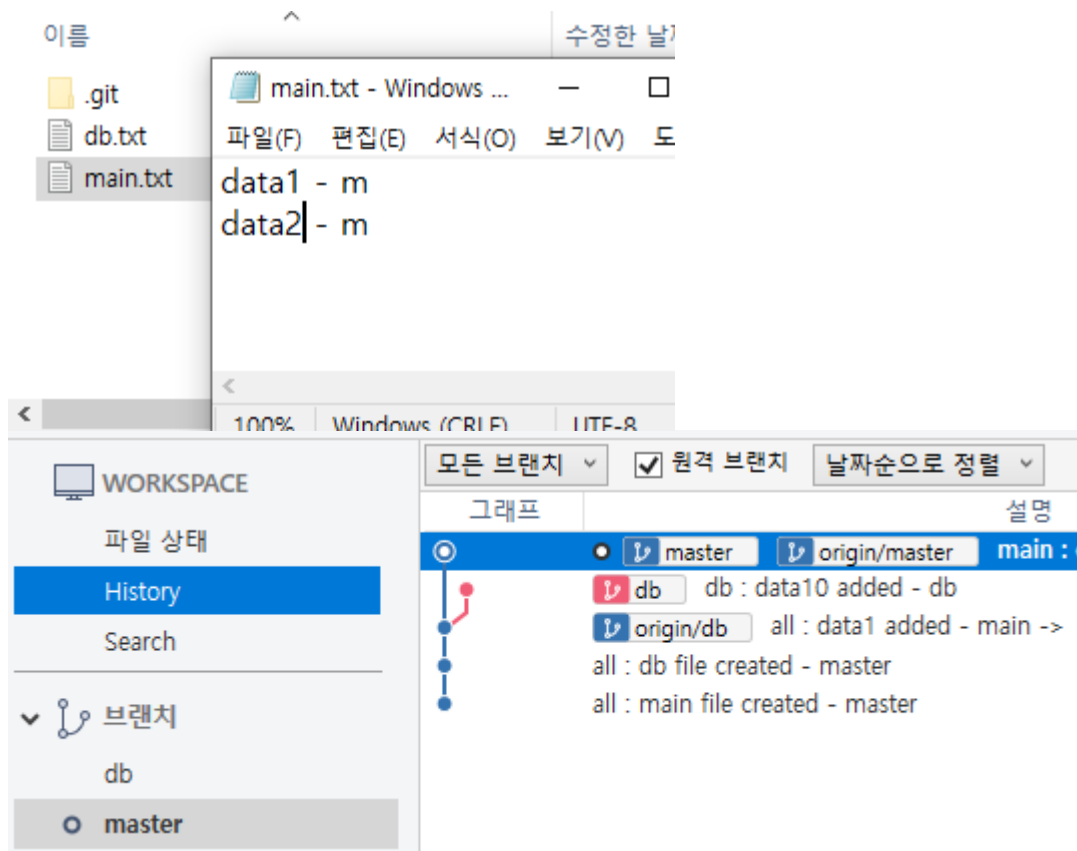 이름
수정한 날
.git
db.txt
main.txt
main.txt - Windows ...
파일(F) 편집(E) 서식(O) 보기(V) 도
data1 - m
data2 - m
100% Windows (CRLF) UTF-8
WORKSPACE
파일 상태
History
Search
브랜치
db
master
모든 브랜치 원격 브랜치 날짜순으로 정렬
그래프 설명
master origin/master main :
db db : data10 added - db
origin/db all : data1 added - main ->
all : db file created - master
all : main file created - master